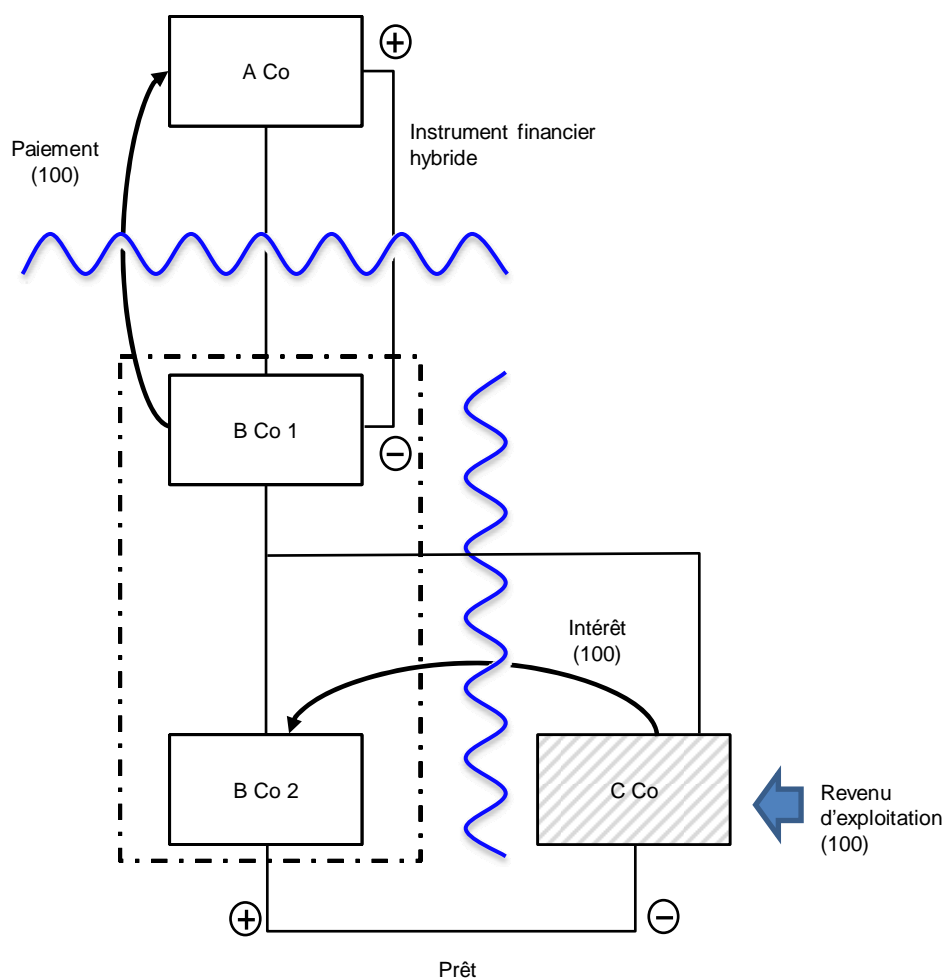 A Co
+
Instrument financier
hybride
Paiement
(100)
B Co 1
−
Intérêt
(100)
B Co 2
C Co
Revenu
d'exploitation
(100)
+
−
Prêt